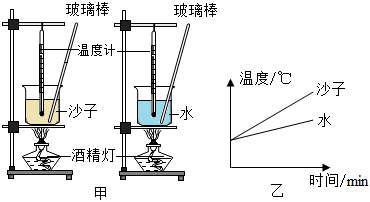 玻璃棒
玻璃棒
温度计
沙子
水
酒精灯
甲
温度/℃
沙子
水
时间/min
乙